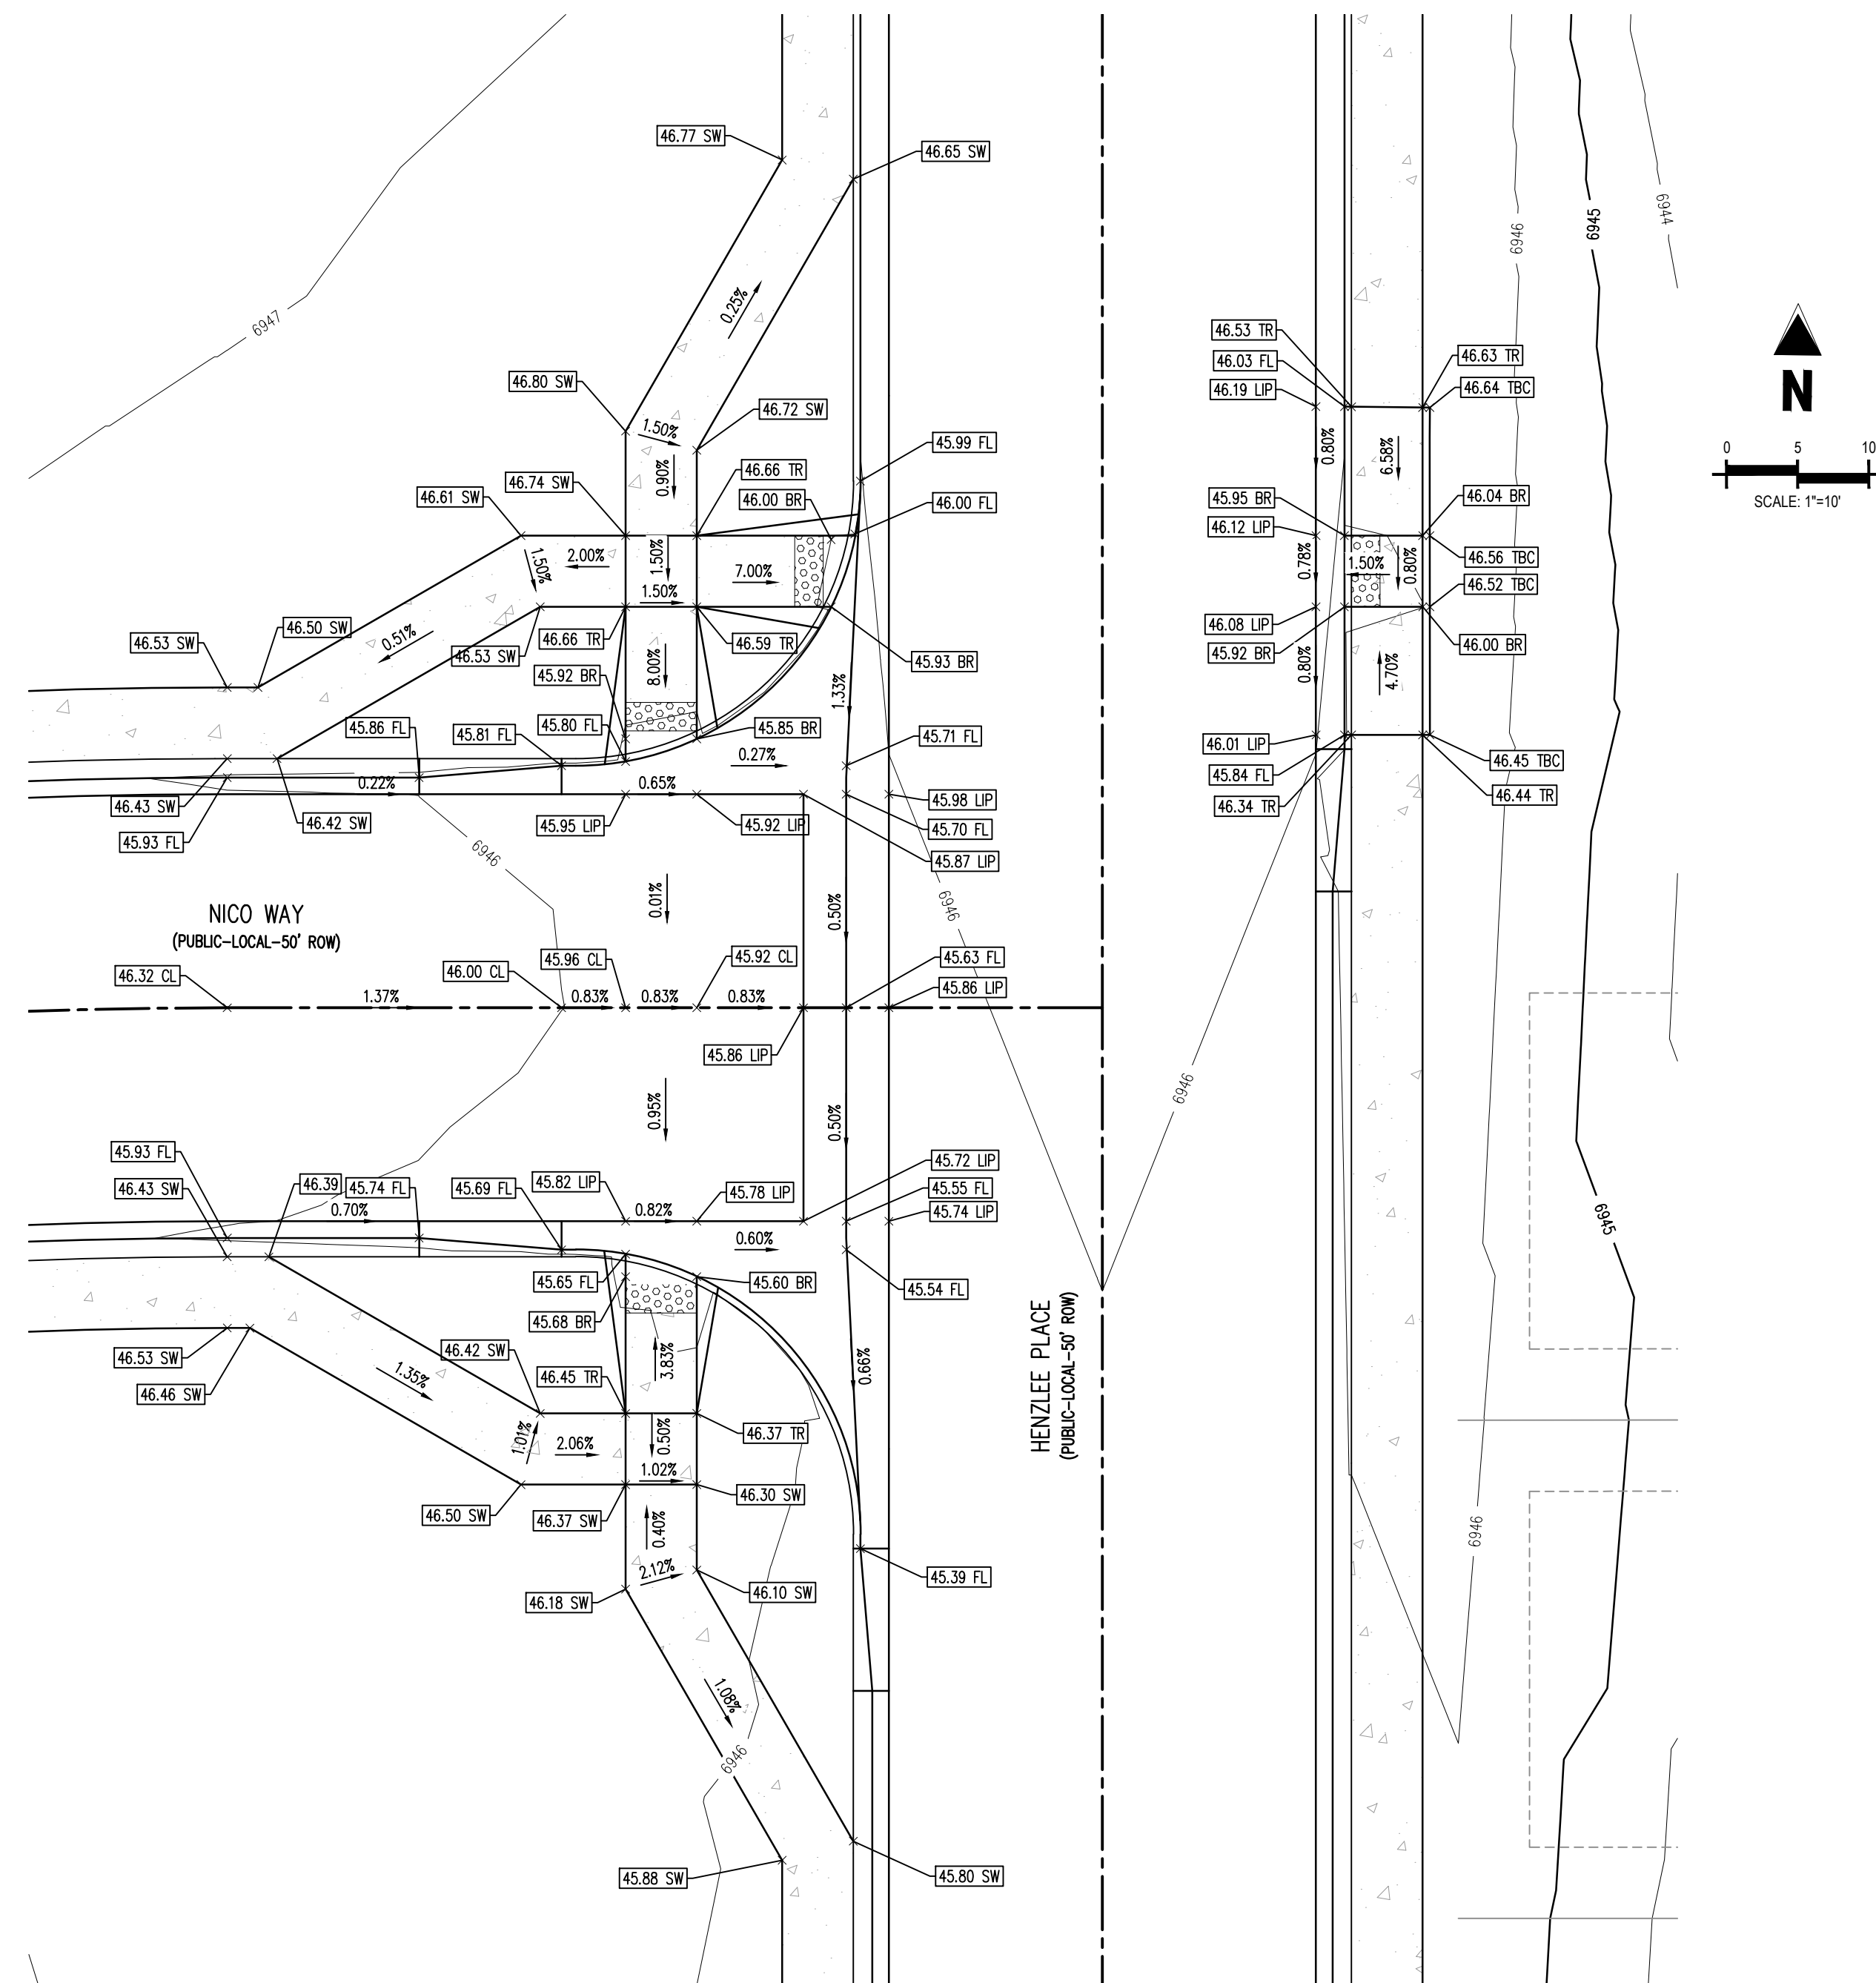 46.77 SW
46.65 SW
6945
6944
6946
6947
0.25%
46.53 TR
46.63 TR
46.03 FL
46.19 LIP
46.64 TBC
46.80 SW
46.72 SW
N
1.50%
0.80%
6.58%
45.99 FL
0 5 10
SCALE: 1"=10'
46.74 SW
0.90%
46.66 TR
46.61 SW
46.00 BR
46.00 FL
45.95 BR
46.04 BR
46.12 LIP
1.50%
2.00%
1.50%
7.00%
1.50%
0.78%
1.50%
0.80%
46.56 TBC
46.52 TBC
46.53 SW
46.50 SW
0.51%
46.66 TR
46.53 SW
46.59 TR
46.08 LIP
45.92 BR
46.00 BR
45.92 BR
8.00%
45.93 BR
0.80%
4.70%
1.33%
45.86 FL
45.81 FL
45.80 FL
45.85 BR
45.71 FL
46.01 LIP
46.45 TBC
0.27%
45.84 FL
0.22%
0.65%
46.43 SW
46.42 SW
45.95 LIP
45.92 LIP
45.98 LIP
46.34 TR
46.44 TR
45.93 FL
45.70 FL
6946
45.87 LIP
NICO WAY
(PUBLIC-LOCAL-50' ROW)
0.01%
0.50%
6946
46.32 CL
46.00 CL
45.96 CL
45.92 CL
45.63 FL
1.37%
0.83%
0.83%
0.83%
45.86 LIP
45.86 LIP
6946
0.95%
0.50%
45.93 FL
46.43 SW
46.39
45.74 FL
45.69 FL
45.82 LIP
45.78 LIP
45.72 LIP
45.55 FL
45.74 LIP
6945
0.70%
0.82%
0.60%
45.65 FL
45.60 BR
45.54 FL
45.68 BR
46.53 SW
46.46 SW
1.35%
46.42 SW
46.45 TR
3.83%
0.66%
HENZLEE PLACE
(PUBLIC-LOCAL-50' ROW)
46.37 TR
1.01%
2.06%
0.50%
1.02%
46.50 SW
46.37 SW
46.30 SW
6946
0.40%
2.12%
46.18 SW
46.10 SW
45.39 FL
1.08%
6946
45.88 SW
45.80 SW